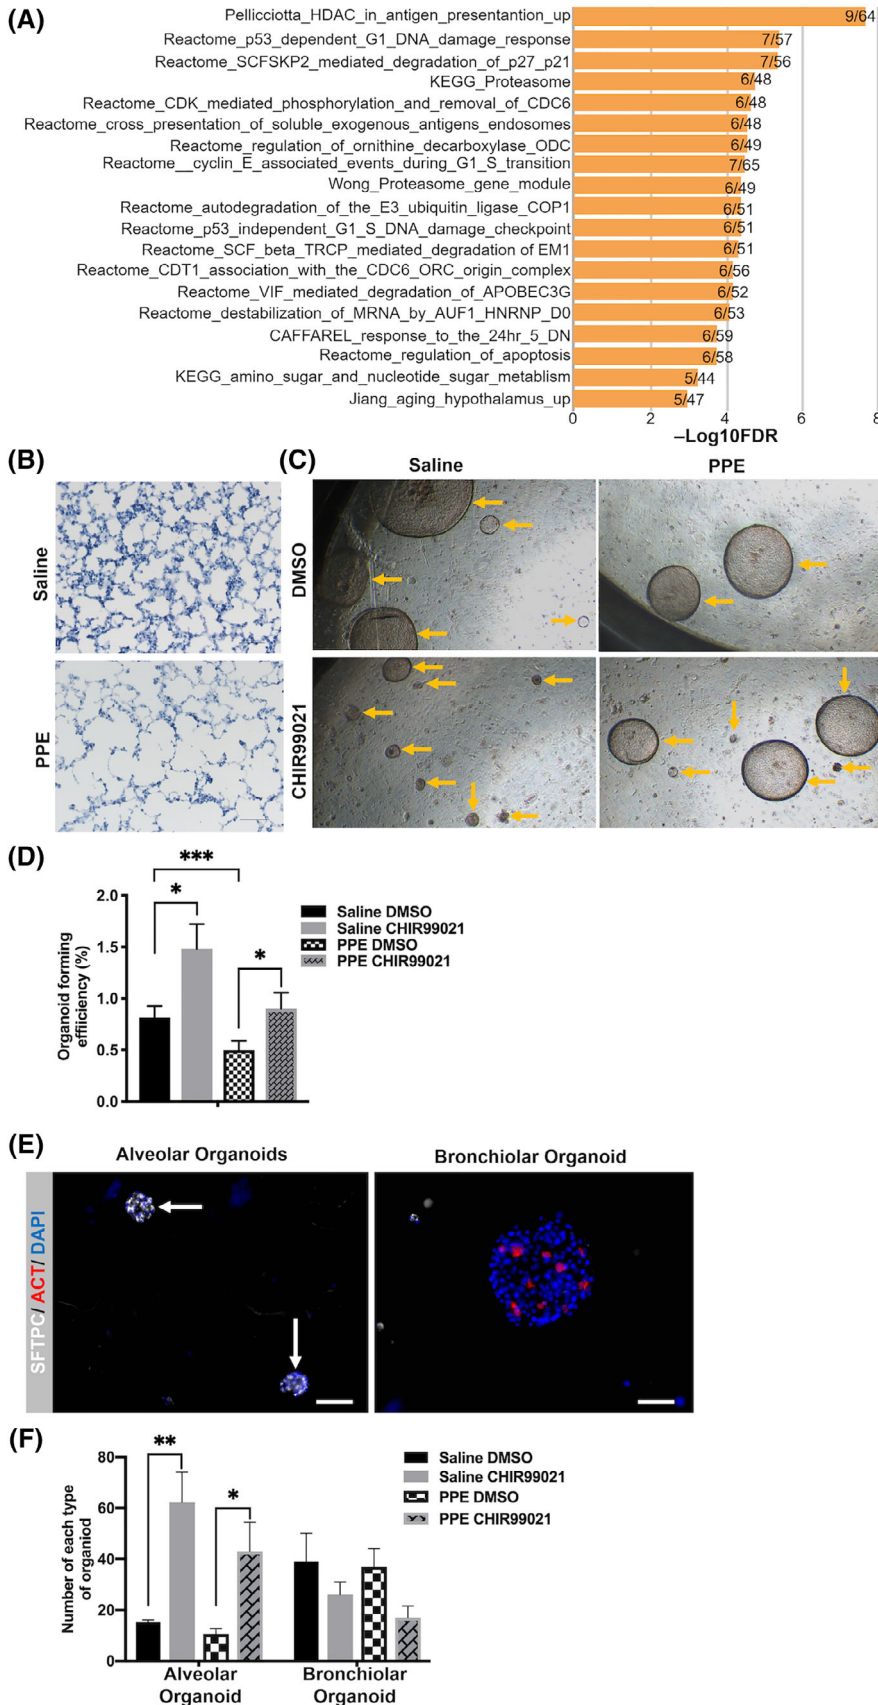 (A)
Pellicciotta_HDAC_in_antigen_presentantion_up 9/64
Reactome_p53_dependent_G1_DNA_damage_response 7/57
Reactome_SCFSKP2_mediated_degradation_of_p27_p21 7/56
KEGG_Proteasome 6/48
Reactome_CDK_mediated_phosphorylation_and_removal_of_CDC6 6/48
Reactome_cross_presentation_of_soluble_exogenous_antigens_endosomes 6/48
Reactome_regulation_of_ornithine_decarboxylase_ODC 6/49
Reactome__cyclin_E_associated_events_during_G1_S_transition 7/65
Wong_Proteasome_gene_module 6/49
Reactome_autodegradation_of_the_E3_ubiquitin_ligase_COP1 6/51
Reactome_p53_independent_G1_S_DNA_damage_checkpoint 6/51
Reactome_SCF_beta_TRCP_mediated_degradation of EM1 6/51
Reactome_CDT1_association_with_the_CDC6_ORC_origin_complex 6/56
Reactome_VIF_mediated_degradation_of_APOBEC3G 6/52
Reactome_destabilization_of_MRNA_by_AUF1_HNRNP_D0 6/53
CAFFAREL_response_to_the_24hr_5_DN 6/59
Reactome_regulation_of_apoptosis 6/58
KEGG_amino_sugar_and_nucleotide_sugar_metablism 5/44
Jiang_aging_hypothalamus_up 5/47
0 2 4 6 8
–Log10FDR
(B)
Saline
PPE
(C)
Saline PPE
DMSO
CHIR99021
(D)
***
*
*
2.0
1.5
1.0
0.5
0.0
Organoid forming
effiiciency (%)
Saline DMSO
Saline CHIR99021
PPE DMSO
PPE CHIR99021
(E)
Alveolar Organoids Bronchiolar Organoid
SFTPC/ ACT/ DAPI
(F)
**
*
80
60
40
20
0
Number of each type
of organiod
Saline DMSO
Saline CHIR99021
PPE DMSO
PPE CHIR99021
Alveolar Bronchiolar
Organoid Organoid